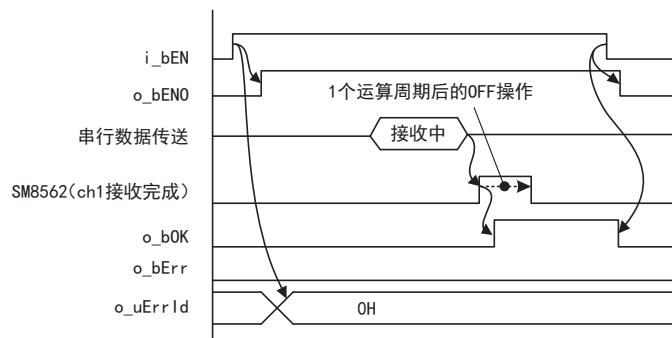 i_bEN
o_bENO
1个运算周期后的OFF操作
串行数据传送
接收中
SM8562(ch1接收完成)
o_bOK
o_bErr
o_uErrId
0H